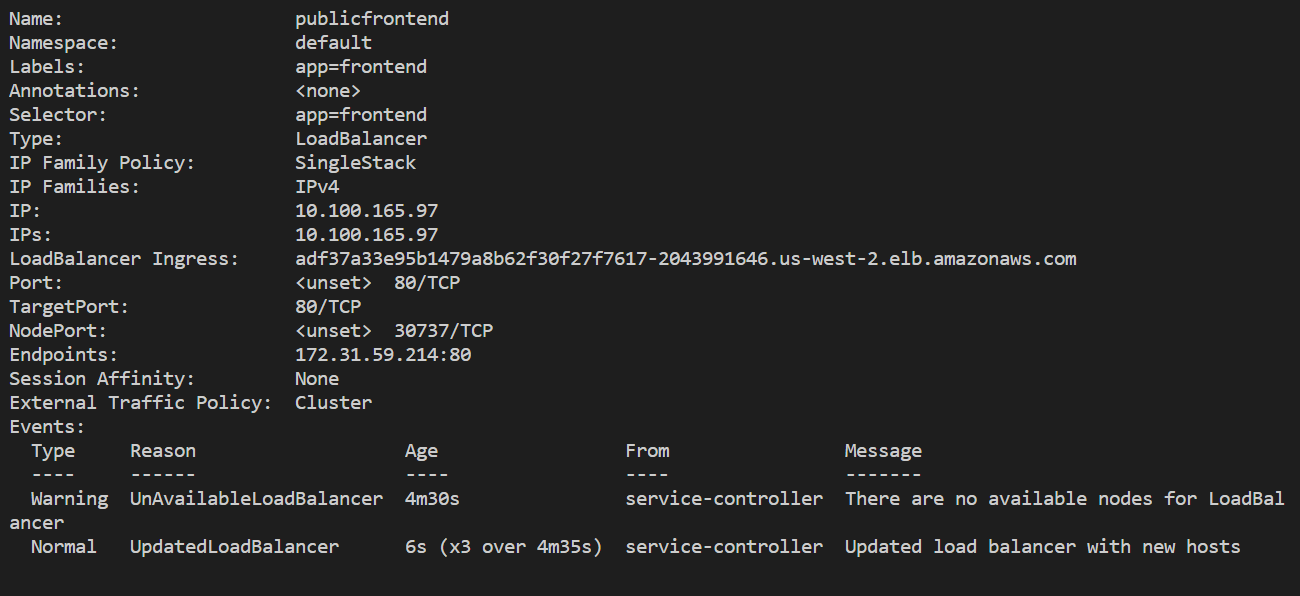 Name:                     publicfrontend
Namespace:                default
Labels:                   app=frontend
Annotations:              <none>
Selector:                 app=frontend
Type:                     LoadBalancer
IP Family Policy:         SingleStack
IP Families:              IPv4
IP:                       10.100.165.97
IPs:                      10.100.165.97
LoadBalancer Ingress:     adf37a33e95b1479a8b62f30f27f7617-2043991646.us-west-2.elb.amazonaws.com
Port:                     <unset>  80/TCP
TargetPort:               80/TCP
NodePort:                 <unset>  30737/TCP
Endpoints:                172.31.59.214:80
Session Affinity:         None
External Traffic Policy:  Cluster
Events:
  Type     Reason                   Age                  From                Message
  ----     ------                   ----                 ----                -------
  Warning  UnAvailableLoadBalancer  4m30s                service-controller  There are no available nodes for LoadBal
ancer
  Normal   UpdatedLoadBalancer      6s (x3 over 4m35s)  service-controller  Updated load balancer with new hosts